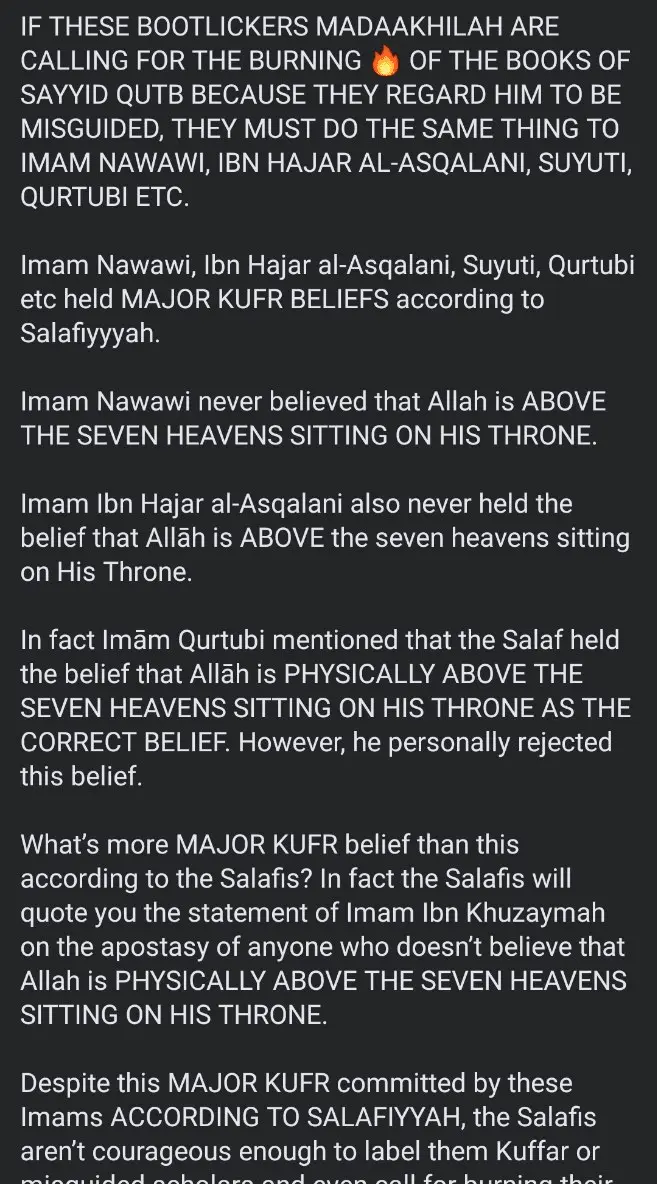 IF THESE BOOTLICKERS MADAAKHILAH ARE
CALLING FOR THE BURNING 🔥 OF THE BOOKS OF
SAYYID QUTB BECAUSE THEY REGARD HIM TO BE
MISGUIDED, THEY MUST DO THE SAME THING TO
IMAM NAWAWI, IBN HAJAR AL-ASQALANI, SUYUTI,
QURTUBI ETC.
Imam Nawawi, Ibn Hajar al-Asqalani, Suyuti, Qurtubi
etc held MAJOR KUFR BELIEFS according to
Salafiyyyah.
Imam Nawawi never believed that Allah is ABOVE
THE SEVEN HEAVENS SITTING ON HIS THRONE.
Imam Ibn Hajar al-Asqalani also never held the
belief that Allāh is ABOVE the seven heavens sitting
on His Throne.
In fact Imām Qurtubi mentioned that the Salaf held
the belief that Allāh is PHYSICALLY ABOVE THE
SEVEN HEAVENS SITTING ON HIS THRONE AS THE
CORRECT BELIEF. However, he personally rejected
this belief.
What's more MAJOR KUFR belief than this
according to the Salafis? In fact the Salafis will
quote you the statement of Imam Ibn Khuzaymah
on the apostasy of anyone who doesn't believe that
Allah is PHYSICALLY ABOVE THE SEVEN HEAVENS
SITTING ON HIS THRONE.
Despite this MAJOR KUFR committed by these
Imams ACCORDING TO SALAFIYYAH, the Salafis
aren't courageous enough to label them Kuffar or
misguided scholars and even call for burning their